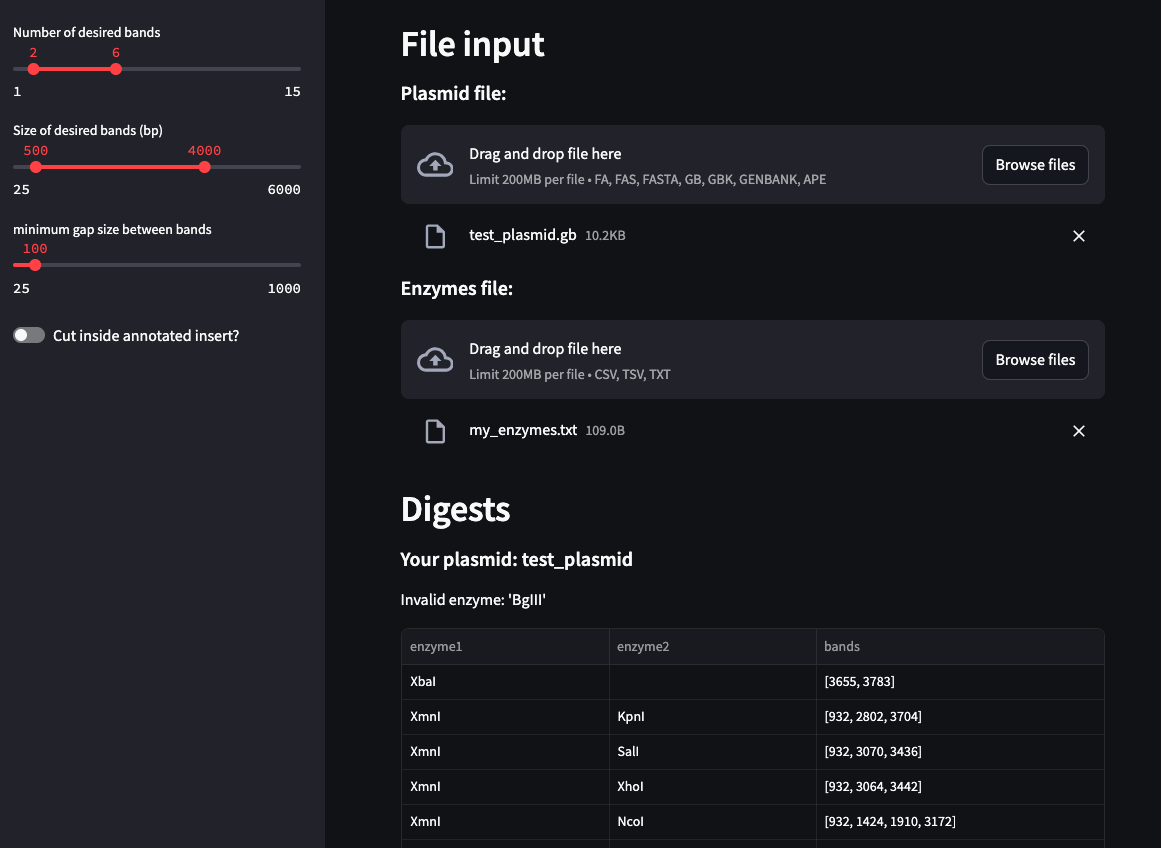 Number of desired bands
2 6
1 15
Size of desired bands (bp)
500 4000
25 6000
minimum gap size between bands
100
25 1000
Cut inside annotated insert?
File input
Plasmid file:
Drag and drop file here
Limit 200MB per file • FA, FAS, FASTA, GB, GBK, GENBANK, APE
Browse files
test_plasmid.gb 10.2KB
Enzymes file:
Drag and drop file here
Limit 200MB per file • CSV, TSV, TXT
Browse files
my_enzymes.txt 109.0B
Digests
Your plasmid: test_plasmid
Invalid enzyme: 'BgIII'
enzyme1 enzyme2 bands
XbaI [3655, 3783]
XmnI KpnI [932, 2802, 3704]
XmnI SalI [932, 3070, 3436]
XmnI XhoI [932, 3064, 3442]
XmnI NcoI [932, 1424, 1910, 3172]